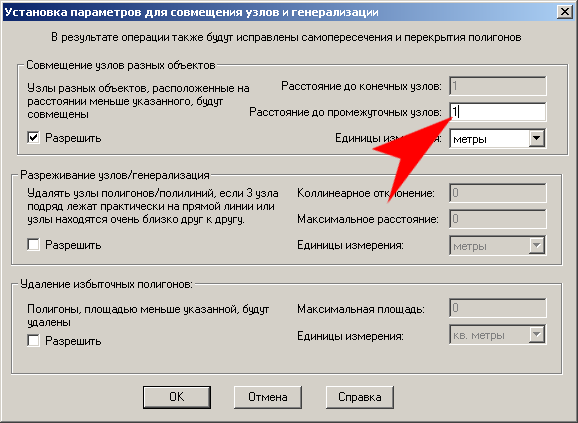 Установка параметров для совмещения узлов и генерализации
В результате операции также будут исправлены самопересечения и перекрытия полигонов
Совмещение узлов разных объектов
Узлы разных объектов, расположенные на
расстоянии меньше указанного, будут
совмещены
Разрешить
Расстояние до конечных узлов: 1
Расстояние до промежуточных узлов: 1
Единицы измерения: метры
Разреживание узлов/генерализация
Удалять узлы полигонов/полилиний, если 3 узла
подряд лежат практически на прямой линии или
узлы находятся очень близко друг к другу.
Разрешить
Коллинеарное отклонение: 0
Максимальное расстояние: 0
Единицы измерения: метры
Удаление избыточных полигонов:
Полигоны, площадью меньше указанной, будут
удалены
Разрешить
Максимальная площадь: 0
Единицы измерения: кв. метры
OK Отмена Справка